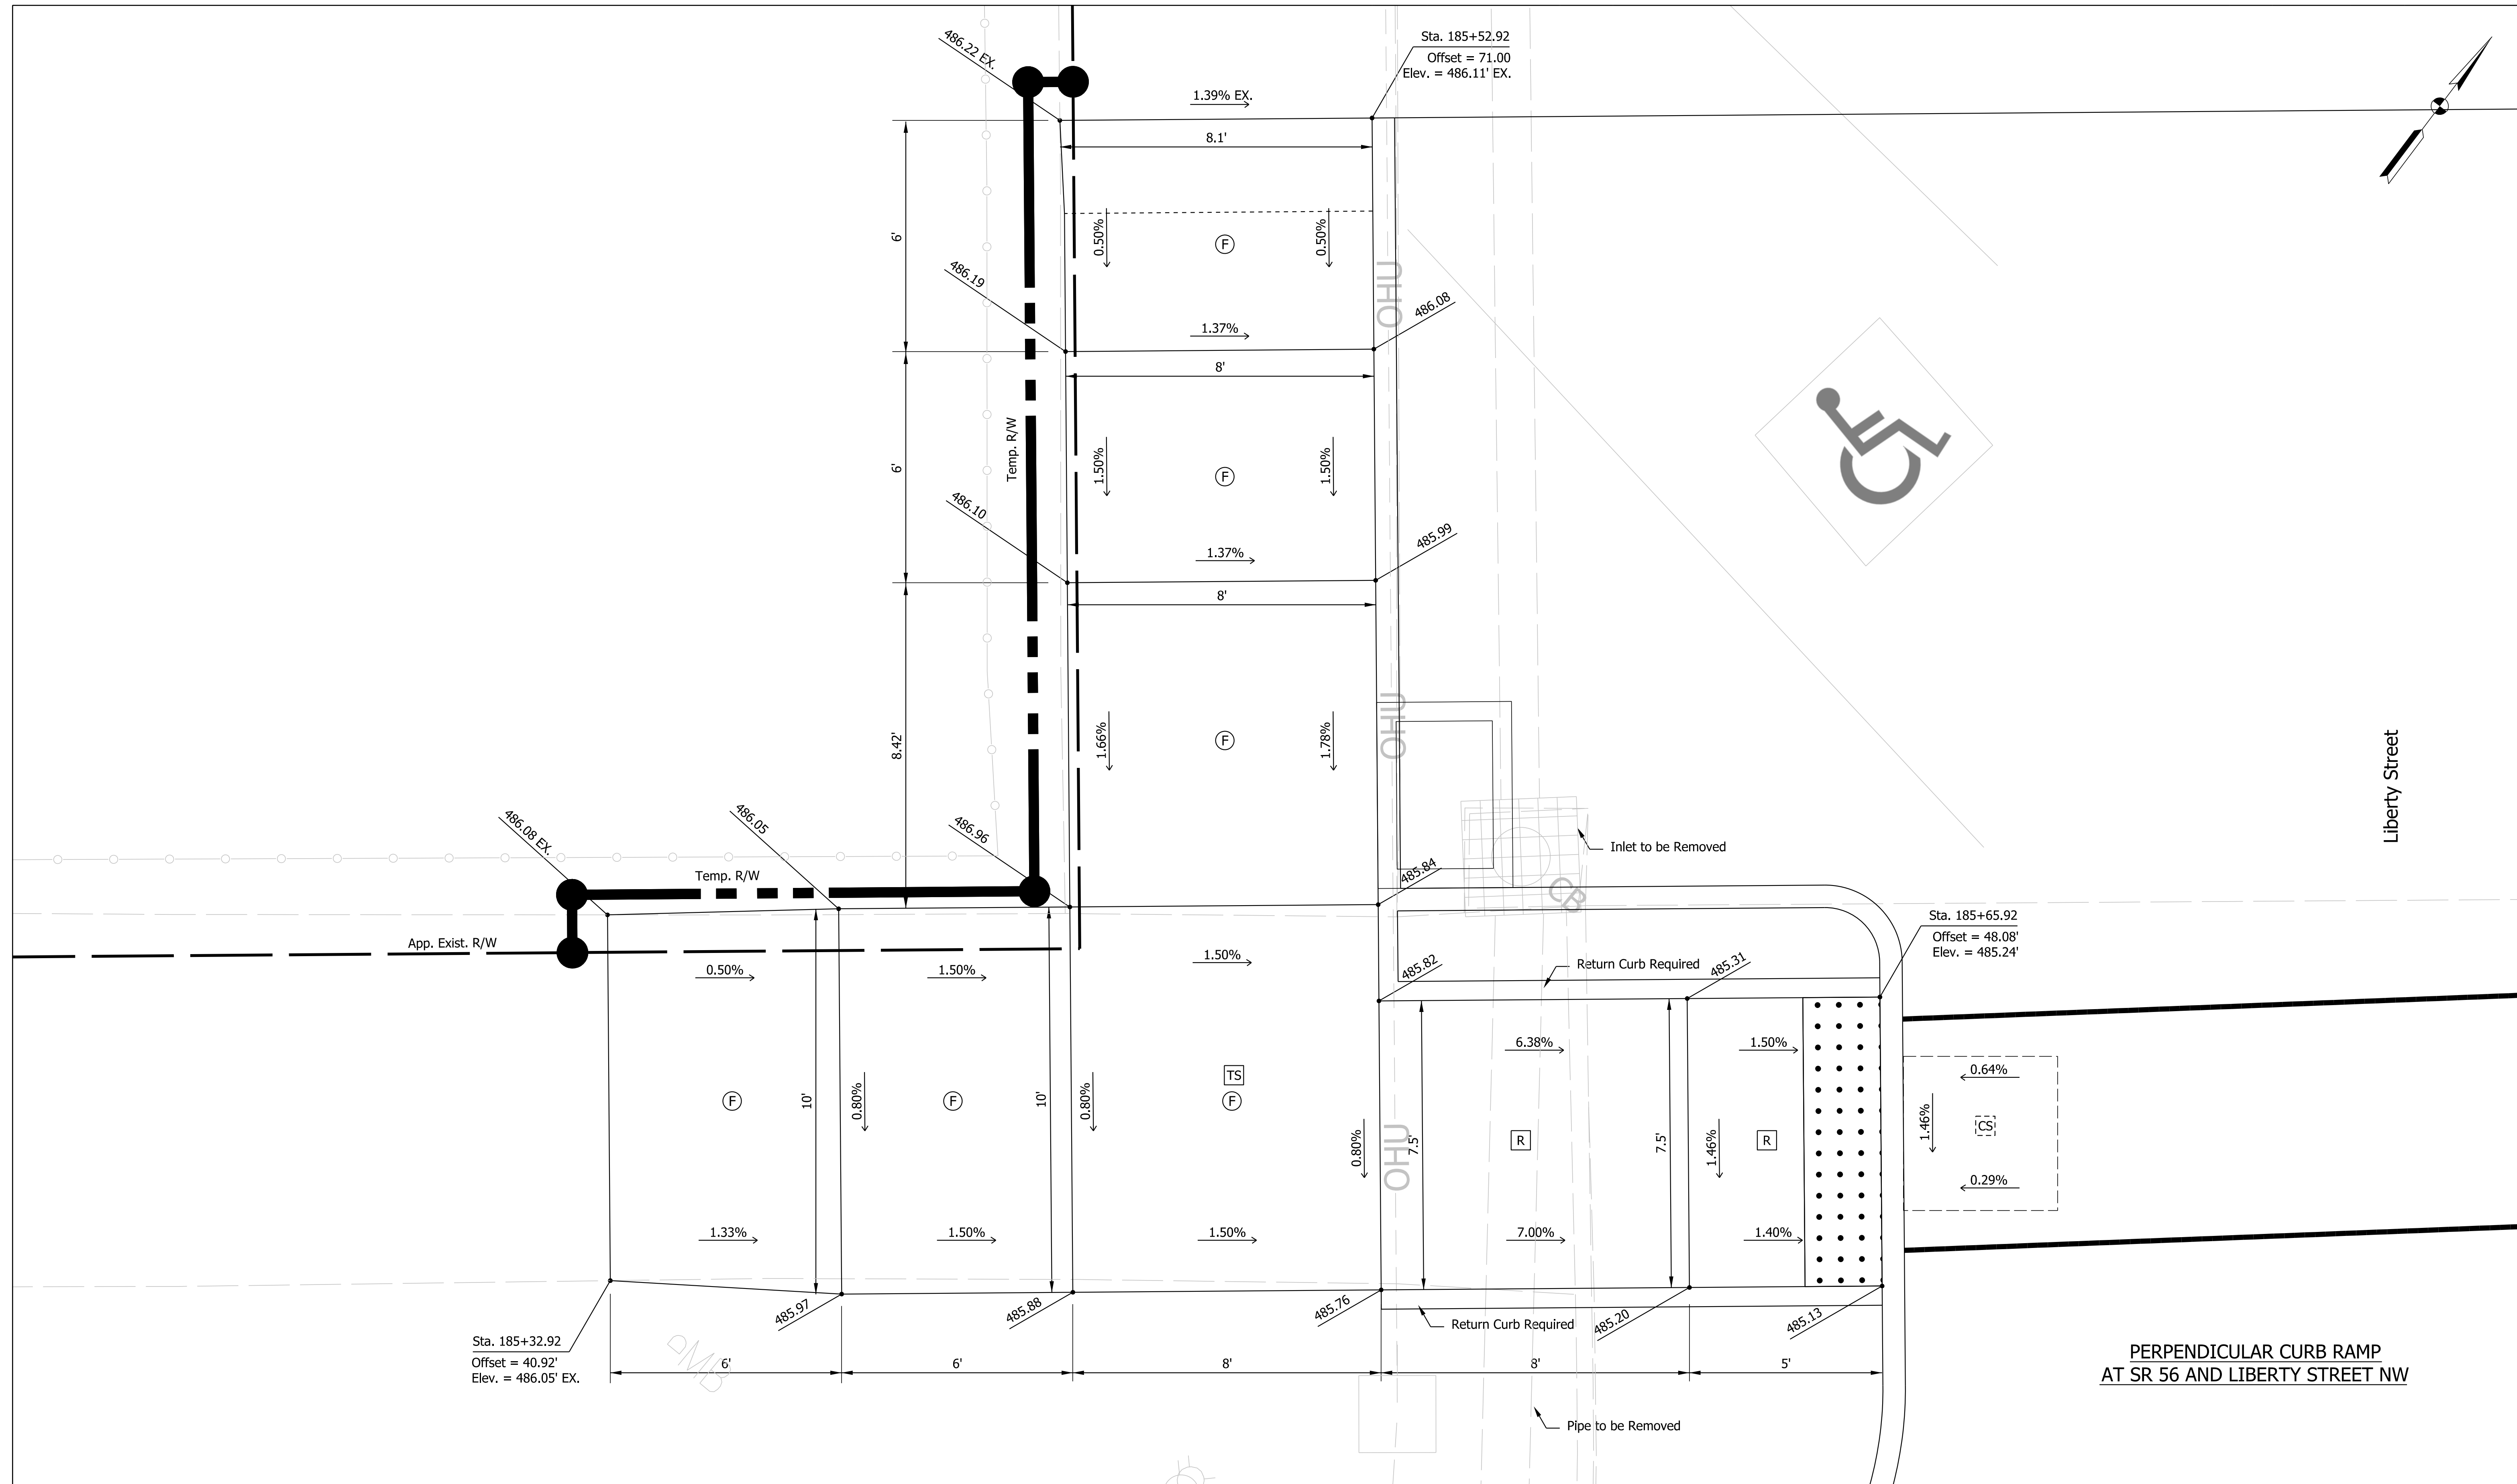 486.22 EX.
Sta. 185+52.92
Offset = 71.00
Elev. = 486.11' EX.
1.39% EX.
8.1'
6'
0.50%
F
0.50%
OHU
486.19
486.08
1.37%
8'
Temp. R/W
6'
1.50%
F
1.50%
486.10
485.99
1.37%
8'
8.42'
1.66%
F
1.78%
OHU
Liberty Street
486.08 EX.
486.05
486.96
485.84
Inlet to be Removed
CB
Temp. R/W
App. Exist. R/W
Sta. 185+65.92
Offset = 48.08'
Elev. = 485.24'
0.50%
1.50%
1.50%
485.82
Return Curb Required
485.31
6.38%
1.50%
0.64%
TS
F
10'
0.80%
F
10'
0.80%
F
0.80%
7.5'
OHU
R
7.5'
1.46%
R
1.46%
CS
0.29%
1.33%
1.50%
1.50%
7.00%
1.40%
485.97
485.88
485.76
Return Curb Required
485.20
485.13
Sta. 185+32.92
Offset = 40.92'
Elev. = 486.05' EX.
DMP
6'
6'
8'
8'
5'
Pipe to be Removed
PERPENDICULAR CURB RAMP
AT SR 56 AND LIBERTY STREET NW